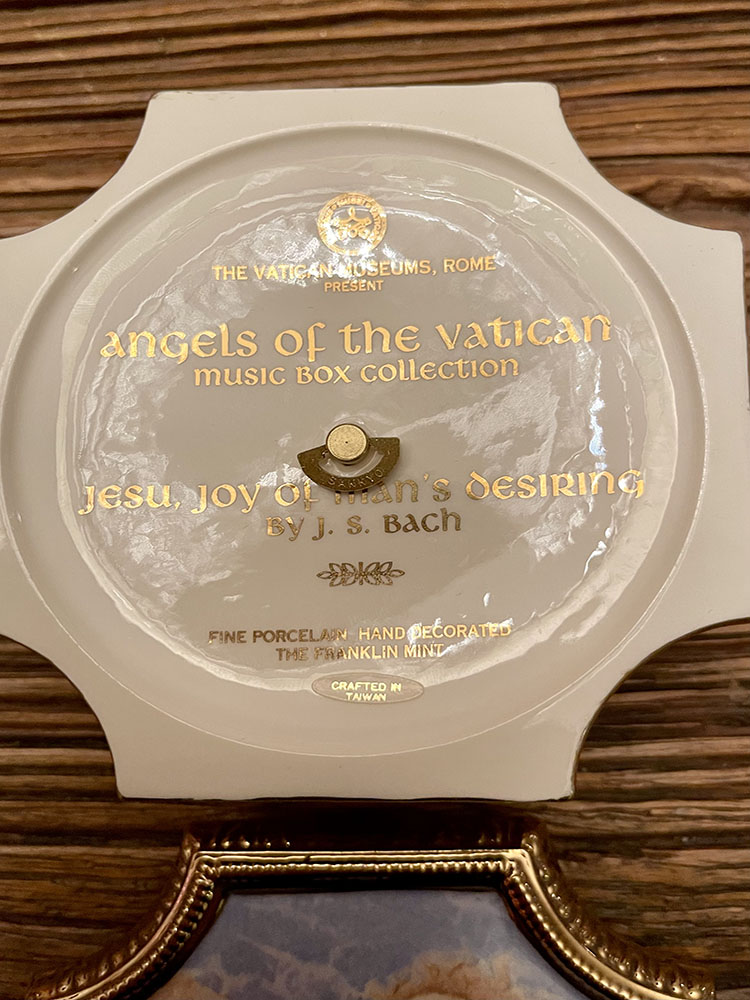 THE VATICAN MUSEUMS, ROME
PRESENT
angels of the vatican
music box collection
SANKYO
jesu, joy of man's desiring
by j. s. bach
FINE PORCELAIN HAND DECORATED
THE FRANKLIN MINT
CRAFTED IN
TAIWAN